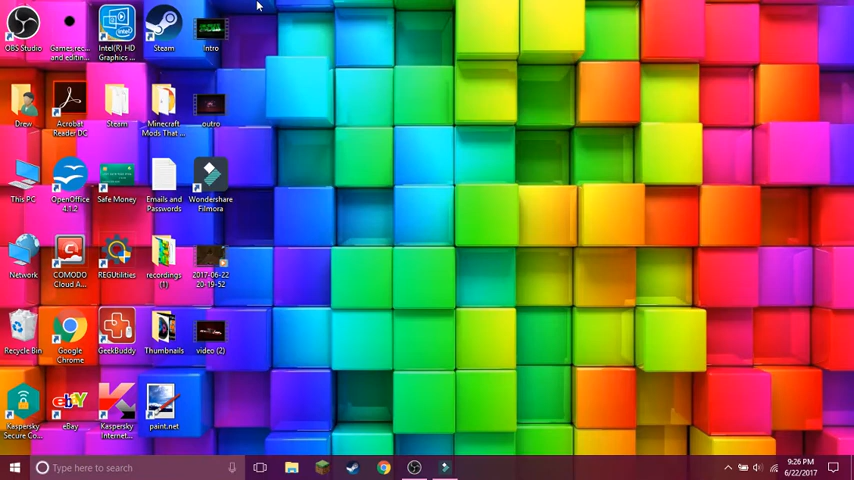 OBS Studio
Games,rec...
and editin...
Intel(R) HD
Graphics ...
Steam
Intro
Drew
Acrobat
Reader DC
Steam
Minecraft
Mods That ...
outro
This PC
OpenOffice
4.1.2
Safe Money
Emails and
Passwords
Wondershare
Filmora
Network
COMODO
Cloud A...
REGUtilities
recordings
(1)
2017-06-22
20-19-52
Recycle Bin
Google
Chrome
GeekBuddy
Thumbnails
video (2)
Kaspersky
Secure Co...
ebay
eBay
Kaspersky
Internet...
paint.net
Type here to search
9:26 PM
6/22/2017